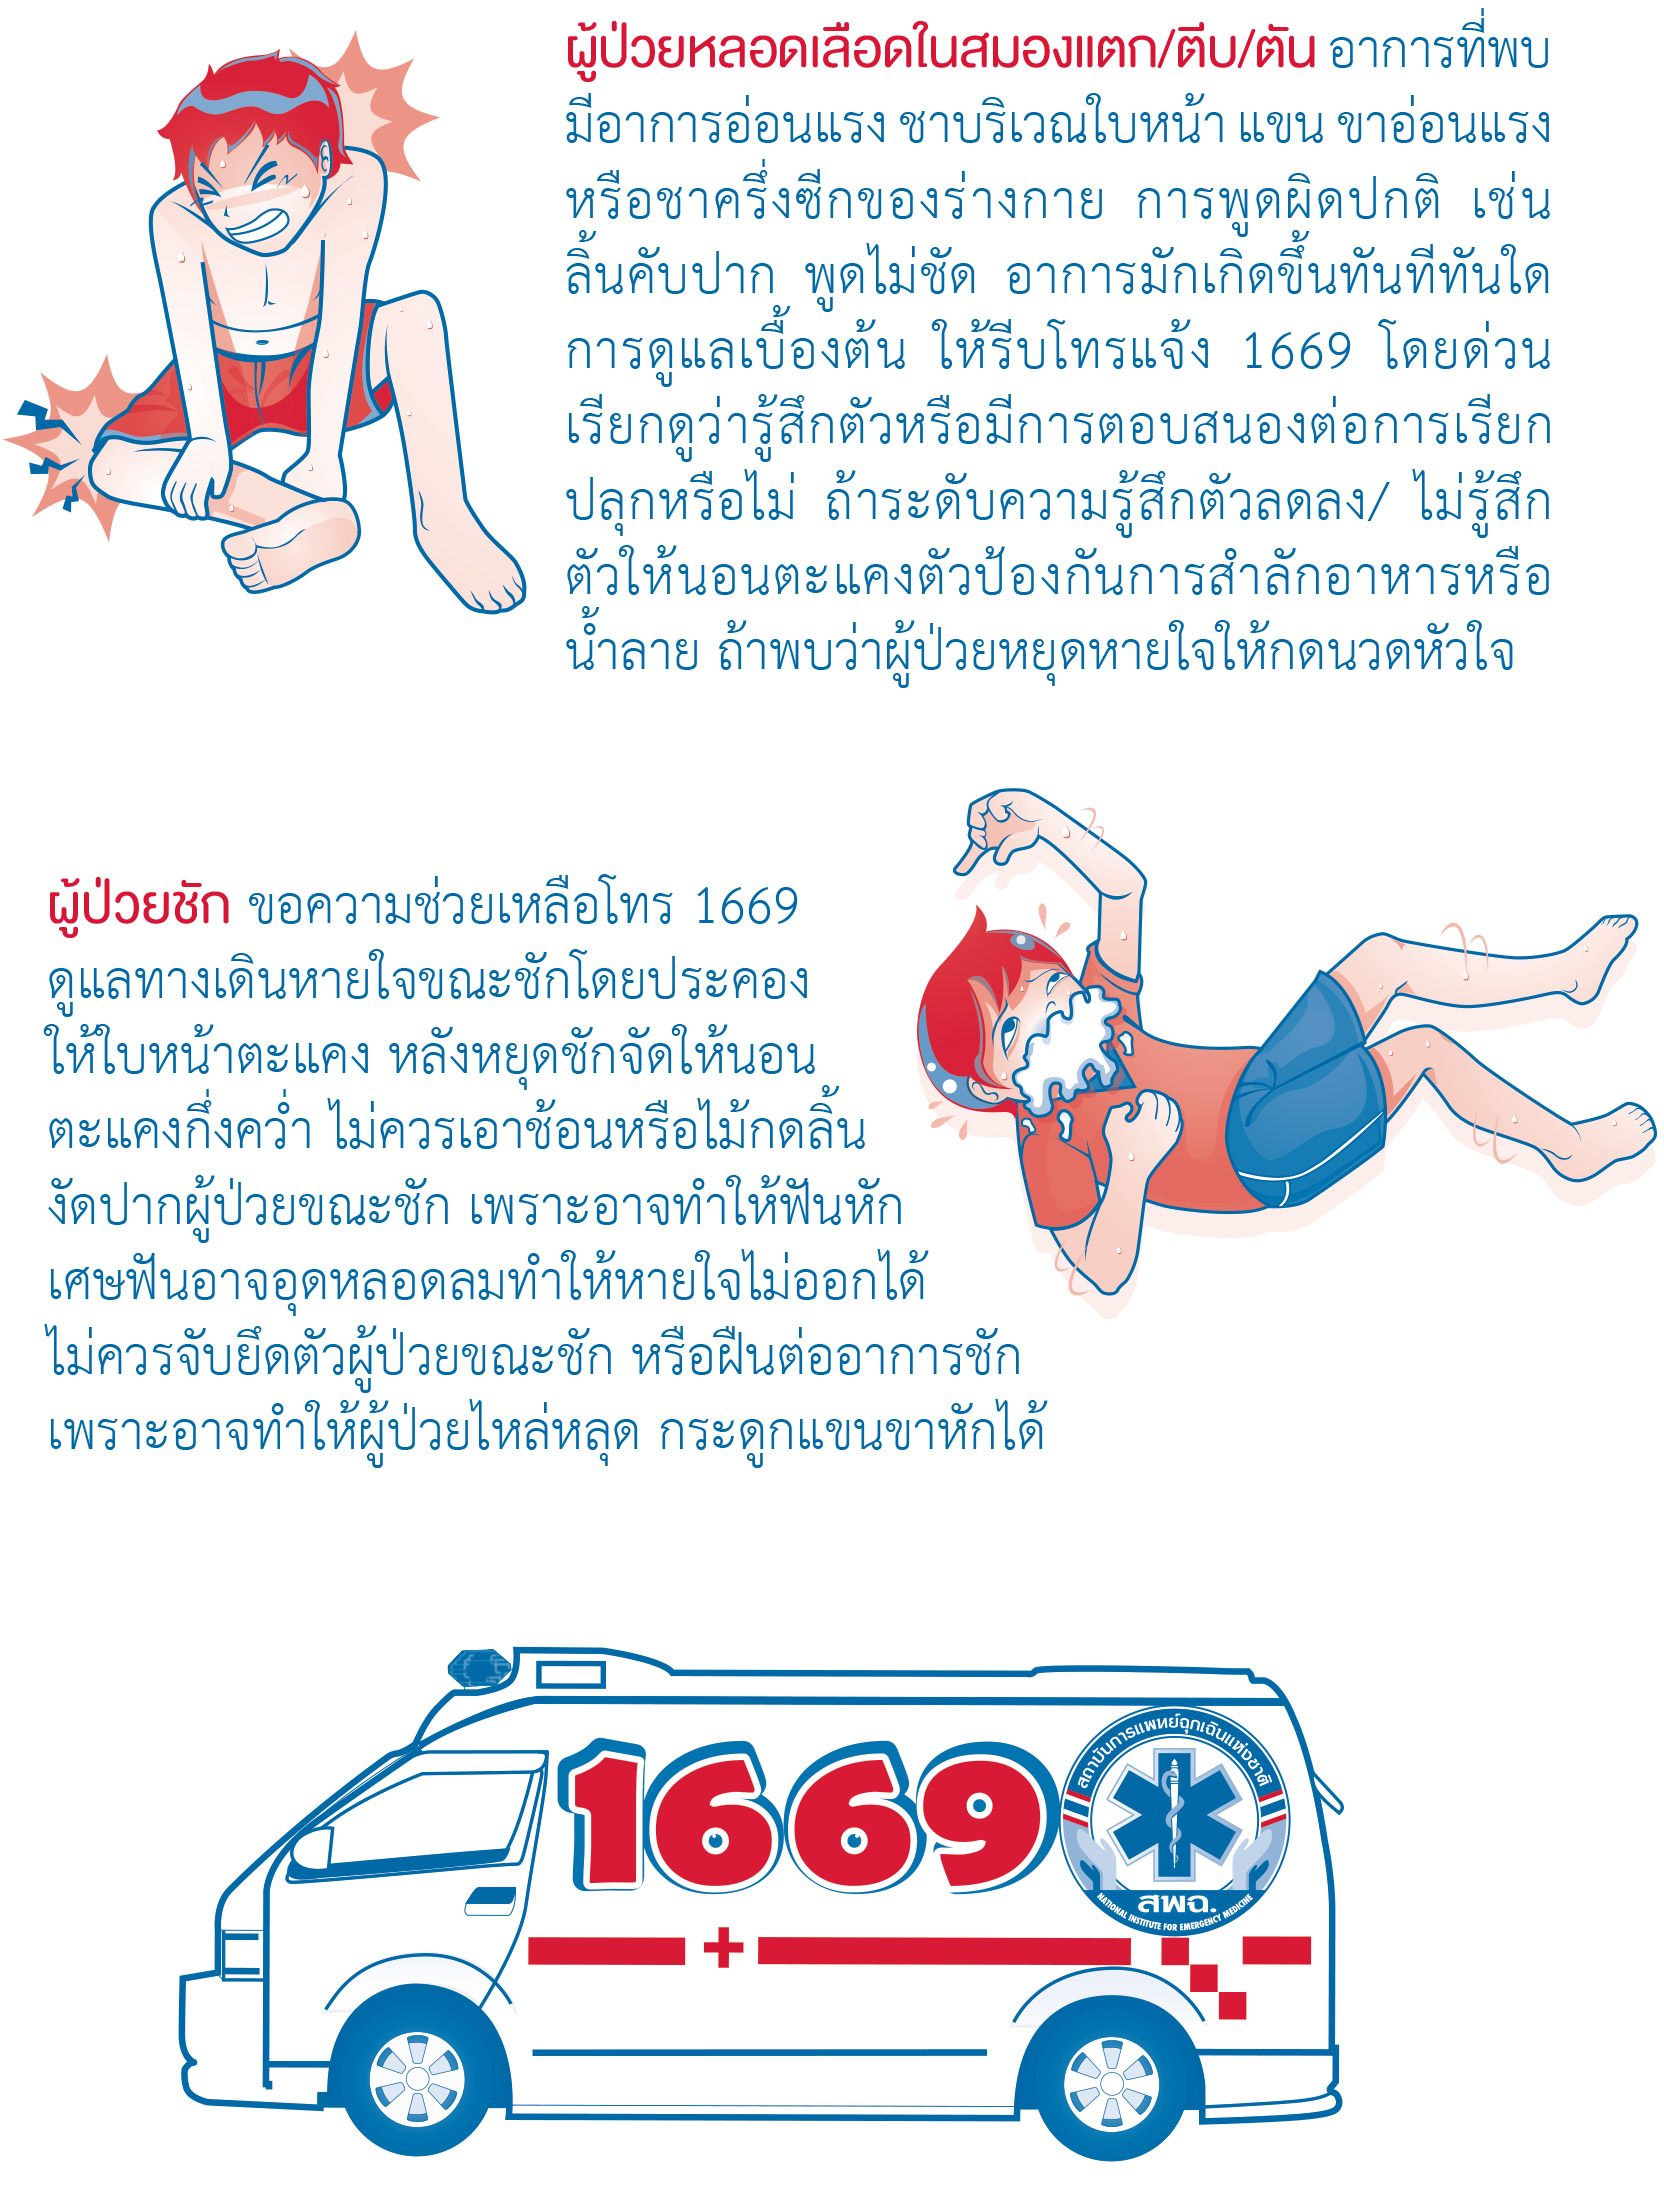 ผู้ป่วยหลอดเลือดในสมองแตก/ตีบ/ตัน อาการที่พบ
มีอาการอ่อนแรง ชาบริเวณใบหน้า แขน ขาอ่อนแรง
หรือชาครึ่งซีกของร่างกาย การพูดผิดปกติ เช่น
ลิ้นคับปาก พูดไม่ชัด อาการมักเกิดขึ้นทันทีทันใด
การดูแลเบื้องต้น ให้รีบโทรแจ้ง 1669 โดยด่วน
เรียกดูว่ารู้สึกตัวหรือมีการตอบสนองต่อการเรียก
ปลุกหรือไม่ ถ้าระดับความรู้สึกตัวลดลง/ ไม่รู้สึก
ตัวให้นอนตะแคงตัวป้องกันการสำลักอาหารหรือ
น้ำลาย ถ้าพบว่าผู้ป่วยหยุดหายใจให้กดนวดหัวใจ
ผู้ป่วยชัก ขอความช่วยเหลือโทร 1669
ดูแลทางเดินหายใจขณะชักโดยประคอง
ให้ใบหน้าตะแคง หลังหยุดชักจัดให้นอน
ตะแคงกึ่งคว่ำ ไม่ควรเอาช้อนหรือไม้กดลิ้น
งัดปากผู้ป่วยขณะชัก เพราะอาจทำให้ฟันหัก
เศษฟันอาจอุดหลอดลมทำให้หายใจไม่ออกได้
ไม่ควรจับยึดตัวผู้ป่วยขณะชัก หรือฝืนต่ออาการชัก
เพราะอาจทำให้ผู้ป่วยไหล่หลุด กระดูกแขนขาหักได้
1669
สถาบันการแพทย์ฉุกเฉินแห่งชาติ
สพฉ.
NATIONAL INSTITUTE FOR EMERGENCY MEDICINE